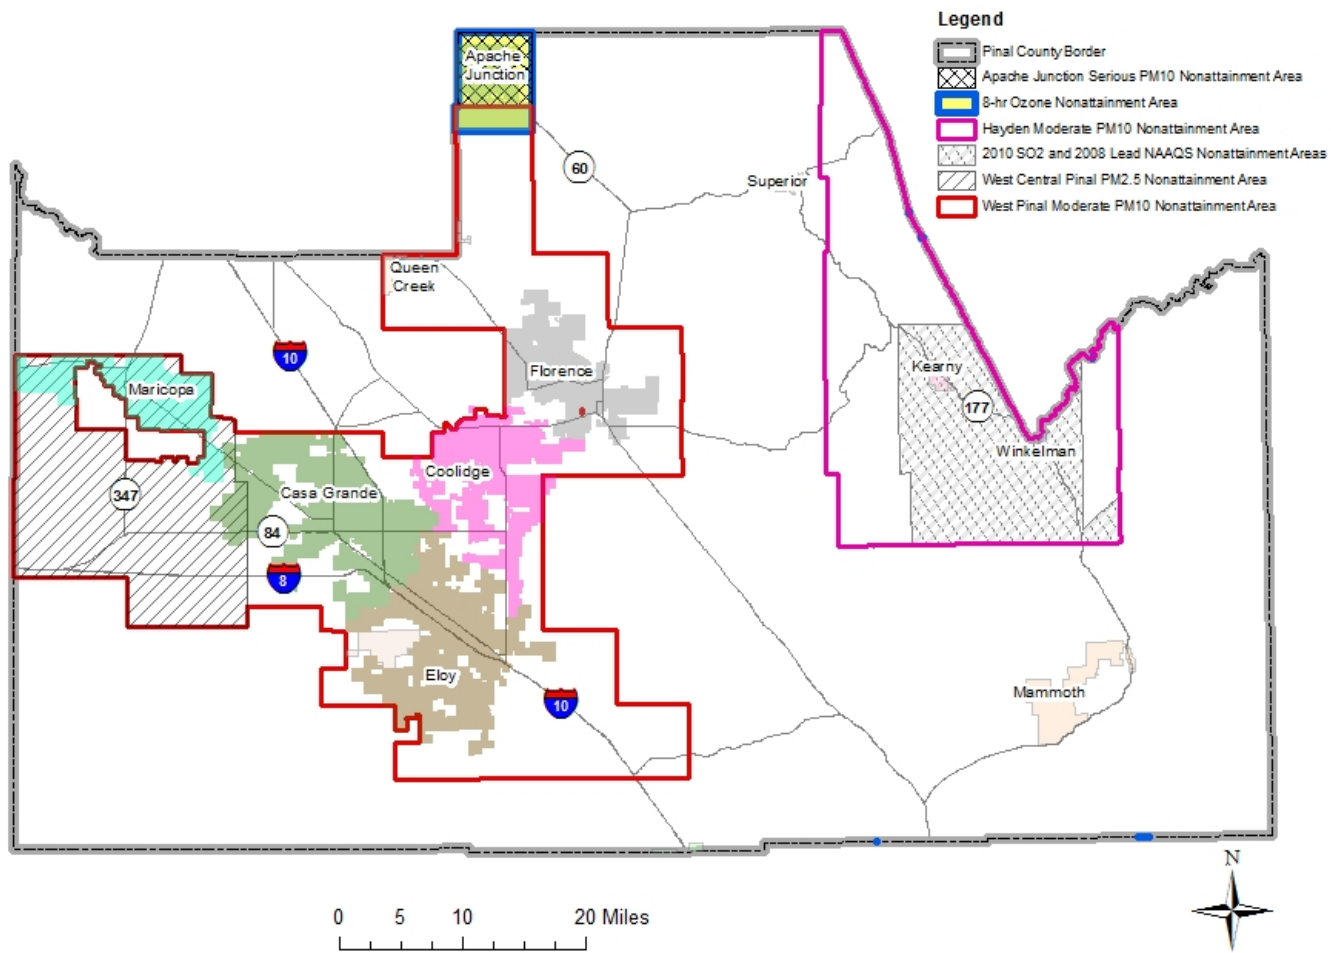 Legend
Pinal County Border
Apache Junction Serious PM10 Nonattainment Area
8-hr Ozone Nonattainment Area
Hayden Moderate PM10 Nonattainment Area
2010 SO2 and 2008 Lead NAAQS Nonattainment Areas
West Central Pinal PM2.5 Nonattainment Area
West Pinal Moderate PM10 Nonattainment Area
Apache
Junction
60
Superior
Queen
Creek
10
Florence
Kearny
Maricopa
177
Winkelman
Coolidge
Casa Grande
347
84
8
Eloy
Mammoth
10
N
0 5 10 20 Miles